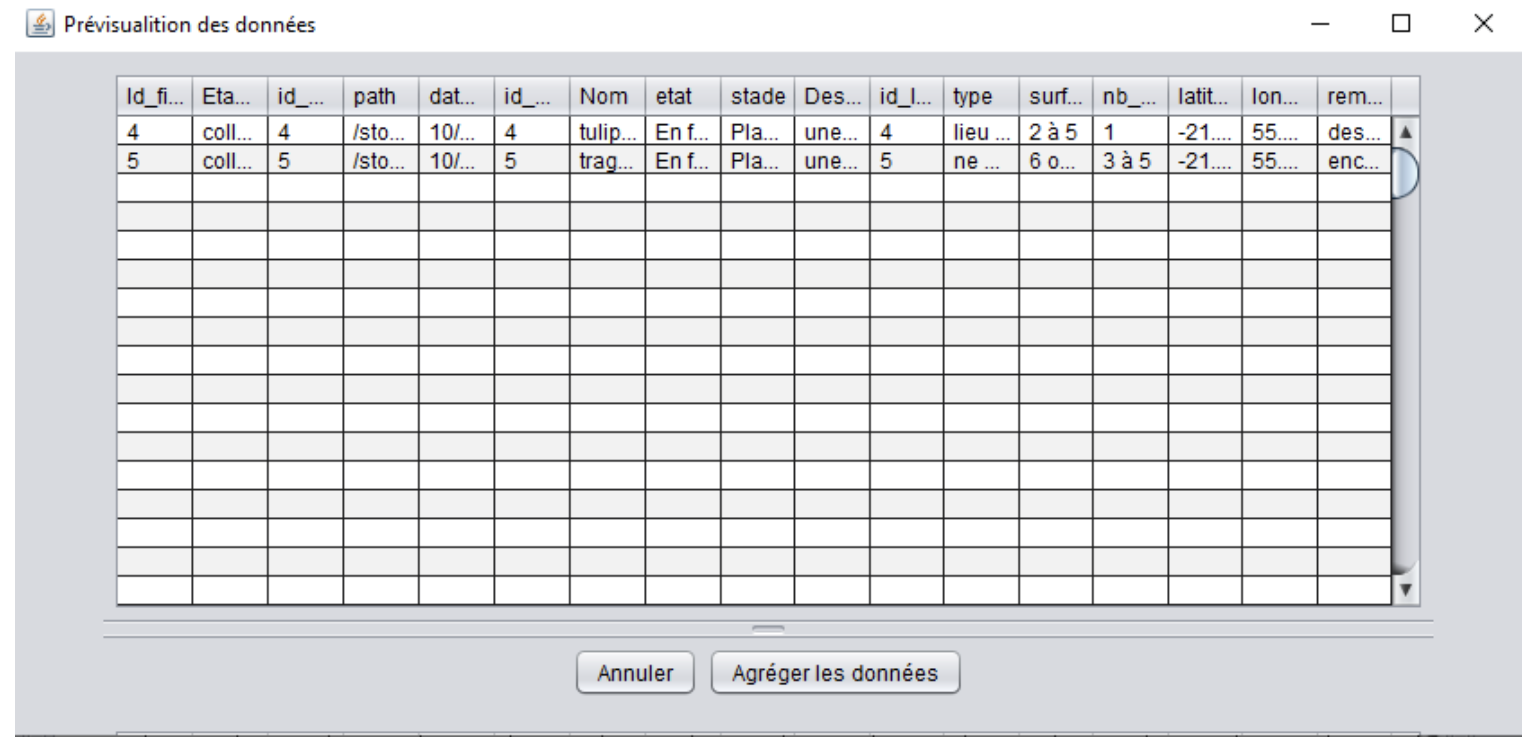 Prévisualition des données
Id_fi... Eta... id_... path dat... id_... Nom etat stade Des... id_l... type surf... nb_... latit... lon... rem...
4 coll... 4 /sto... 10/... 4 tulip... En f... Pla... une... 4 lieu ... 2 à 5 1 -21.... 55.... des...
5 coll... 5 /sto... 10/... 5 trag... En f... Pla... une... 5 ne ... 6 o... 3 à 5 -21.... 55.... enc...
Annuler Agréger les données